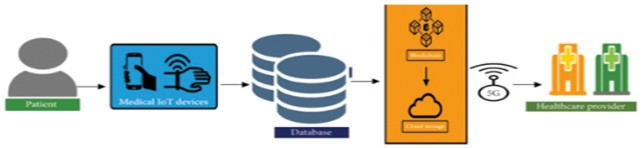 Patient
Medical IoT devices
Database
Blockchain
Cloud storage
5G
Healthcare provider